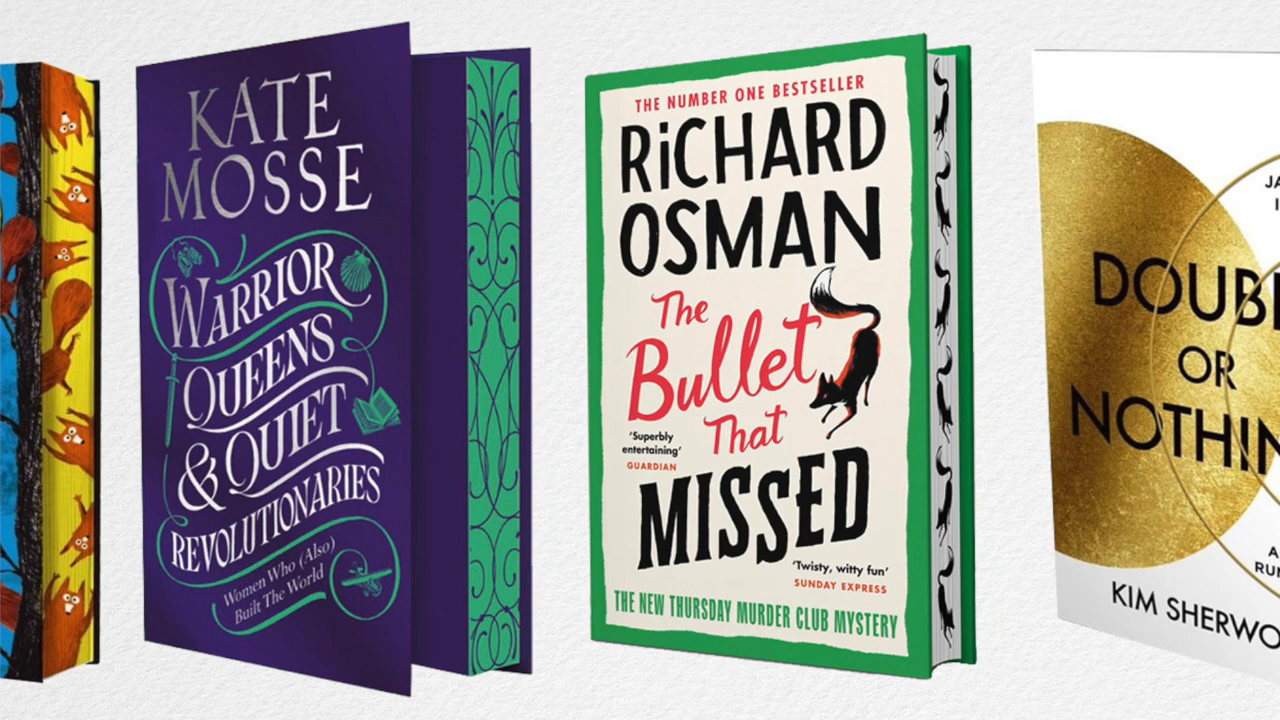 KATE
MOSSE
WARRIOR
QUEENS
& QUIET
REVOLUTIONARIES
Women Who (Also)
Built The World
THE NUMBER ONE BESTSELLER
RiCHARD
OSMAN
The
Bullet
That
MISSED
‘Superbly
entertaining’
GUARDIAN
‘Twisty, witty fun’
SUNDAY EXPRESS
THE NEW THURSDAY MURDER CLUB MYSTERY
OR
KIM